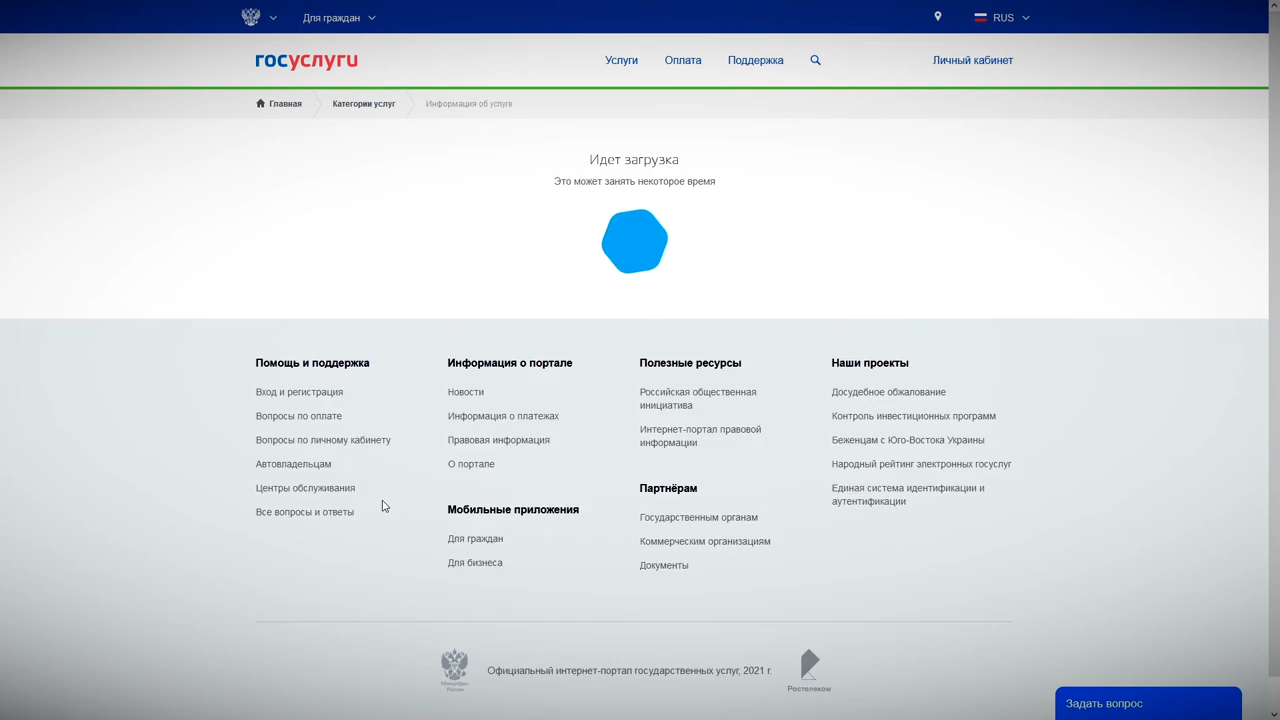 Для граждан
RUS
госуслуги
Услуги
Оплата
Поддержка
Личный кабинет
Главная
Категории услуг
Информация об услуге
Идет загрузка
Это может занять некоторое время
Помощь и поддержка
Вход и регистрация
Вопросы по оплате
Вопросы по личному кабинету
Автовладельцам
Центры обслуживания
Все вопросы и ответы
Информация о портале
Новости
Информация о платежах
Правовая информация
О портале
Мобильные приложения
Для граждан
Для бизнеса
Полезные ресурсы
Российская общественная
инициатива
Интернет-портал правовой
информации
Партнёрам
Государственным органам
Коммерческим организациям
Документы
Наши проекты
Досудебное обжалование
Контроль инвестиционных программ
Беженцам с Юго-Востока Украины
Народный рейтинг электронных госуслуг
Единая система идентификации и
аутентификации
Минцифры
России
Официальный интернет-портал государственных услуг, 2021 г.
Ростелеком
Задать вопрос